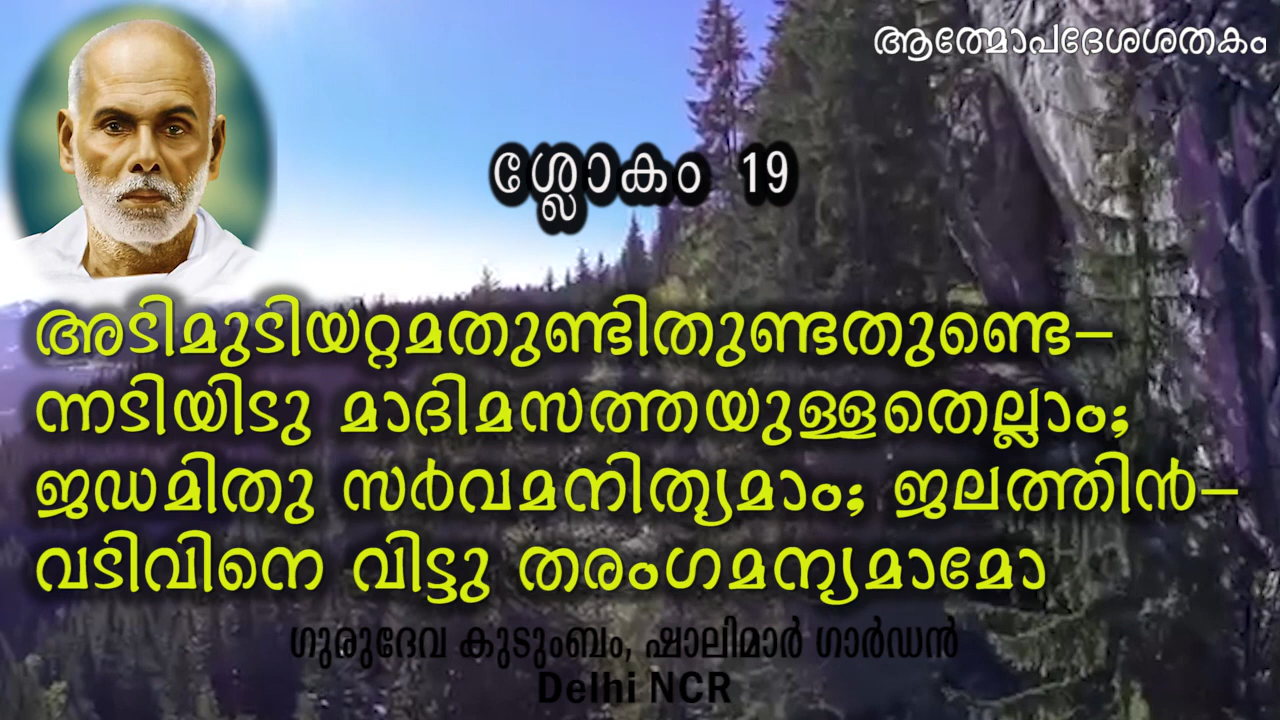 ആത്മോപദേശശതകം
ശ്ലോകം 19
അടിമുടിയറ്റമതുണ്ടിതുണ്ടതുണ്ടെ–
ന്നടിയിടു മാദിമസത്തയുള്ളതെല്ലാം;
ജഡമിതു സർവമനിത്യമാം; ജലത്തിൻ–
വടിവിനെ വിട്ടു തരംഗമന്യമാമോ
ഗുരുദേവ കുടുംബം, ഷാലിമാർ ഗാർഡൻ
Delhi NCR